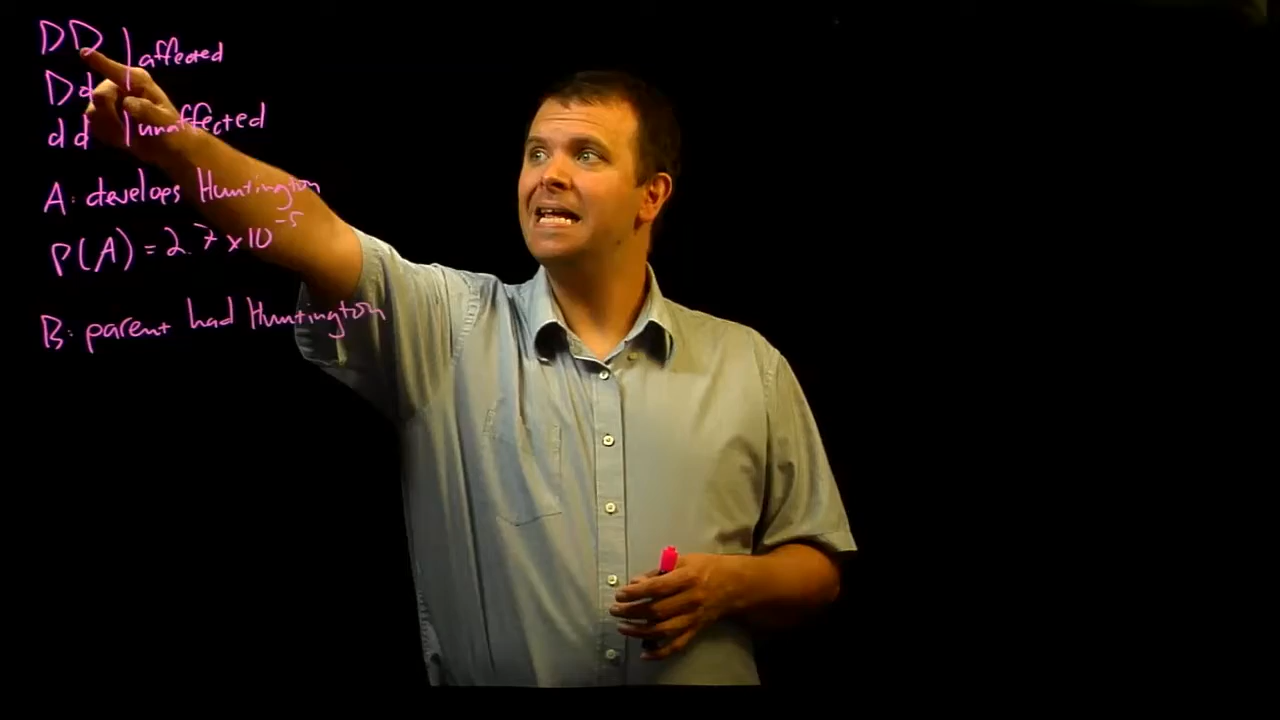 DD | affected
Dd
dd | unaffected
A: develops Huntington
P(A) = 2.7 x 10^-5
B: parent had Huntington